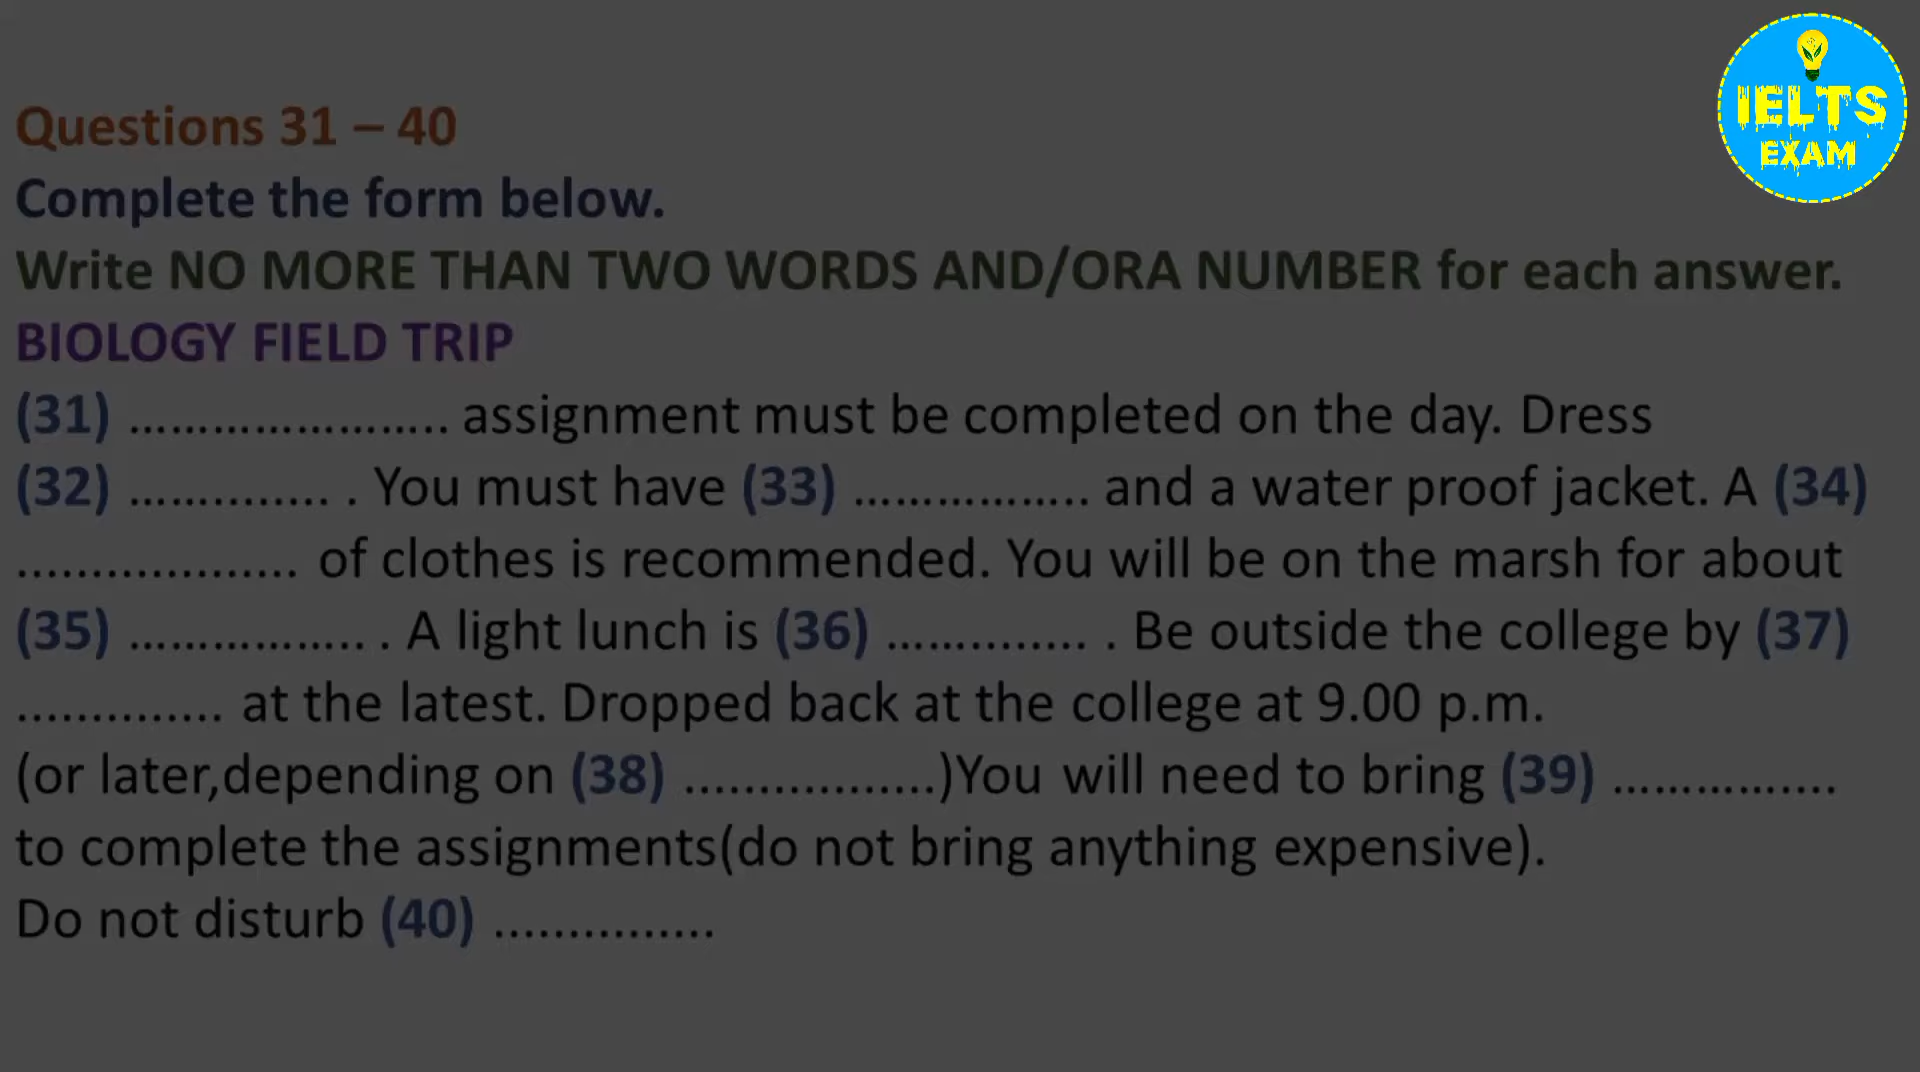 IELTS
EXAM
Questions 31 – 40
Complete the form below.
Write NO MORE THAN TWO WORDS AND/ORA NUMBER for each answer.
BIOLOGY FIELD TRIP
(31) ………………….. assignment must be completed on the day. Dress
(32) …………... . You must have (33) …………….. and a water proof jacket. A (34)
................... of clothes is recommended. You will be on the marsh for about
(35) …………….. . A light lunch is (36) …………... . Be outside the college by (37)
.............. at the latest. Dropped back at the college at 9.00 p.m.
(or later,depending on (38) .................)You will need to bring (39) …………….
to complete the assignments(do not bring anything expensive).
Do not disturb (40) ...............